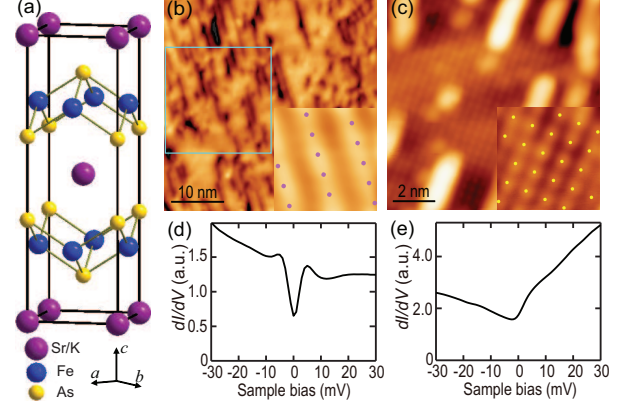 (a)
(b)
(c)
10 nm
2 nm
Sr/K
Fe
As
c
a
b
(d)
dI/dV (a.u.)
1.5
1.0
0.5
0
-30 -20 -10 0 10 20 30
Sample bias (mV)
(e)
dI/dV (a.u.)
4.0
2.0
0
-30 -20 -10 0 10 20 30
Sample bias (mV)